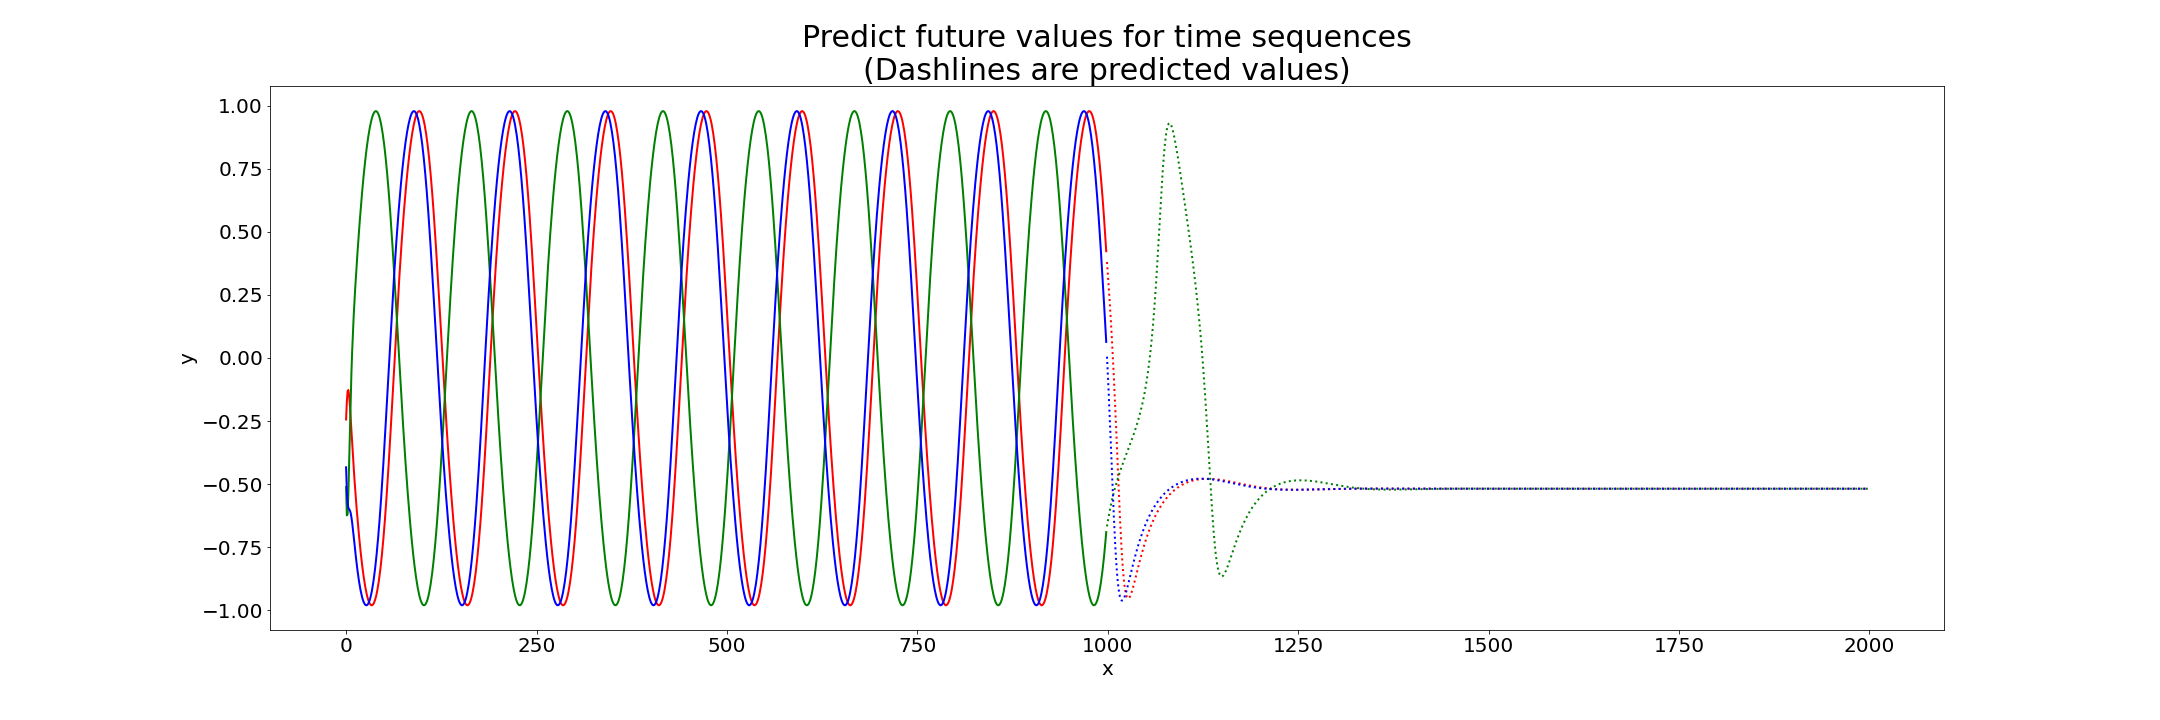 Predict future values for time sequences
(Dashlines are predicted values)
1.00
0.75
0.50
0.25
0.00
−0.25
−0.50
−0.75
−1.00
y
0 250 500 750 1000 1250 1500 1750 2000
x